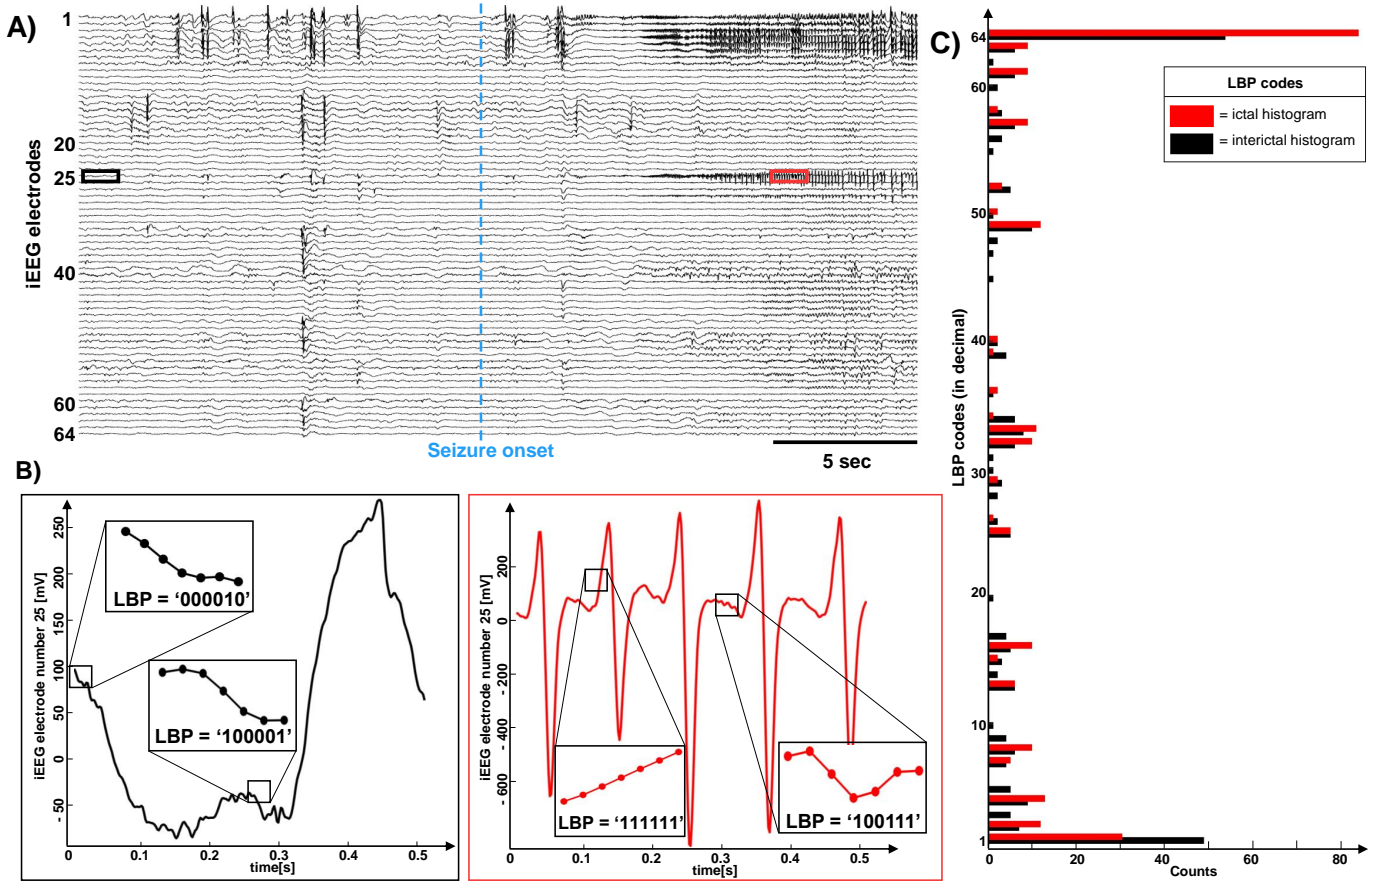 A)
1
20
25
40
60
64
iEEG electrodes
Seizure onset
5 sec
B)
iEEG electrode number 25 [mV]
250
200
150
100
50
0
- 50
0
0.1
0.2
0.3
0.4
0.5
time[s]
LBP = ‘000010’
LBP = ‘100001’
iEEG electrode number 25 [mV]
200
0
- 200
- 400
- 600
0
0.1
0.2
0.3
0.4
0.5
time[s]
LBP = ‘111111’
LBP = ‘100111’
C)
LBP codes (in decimal)
64
60
50
40
30
20
10
1
0
20
40
60
80
Counts
LBP codes
= ictal histogram
= interictal histogram